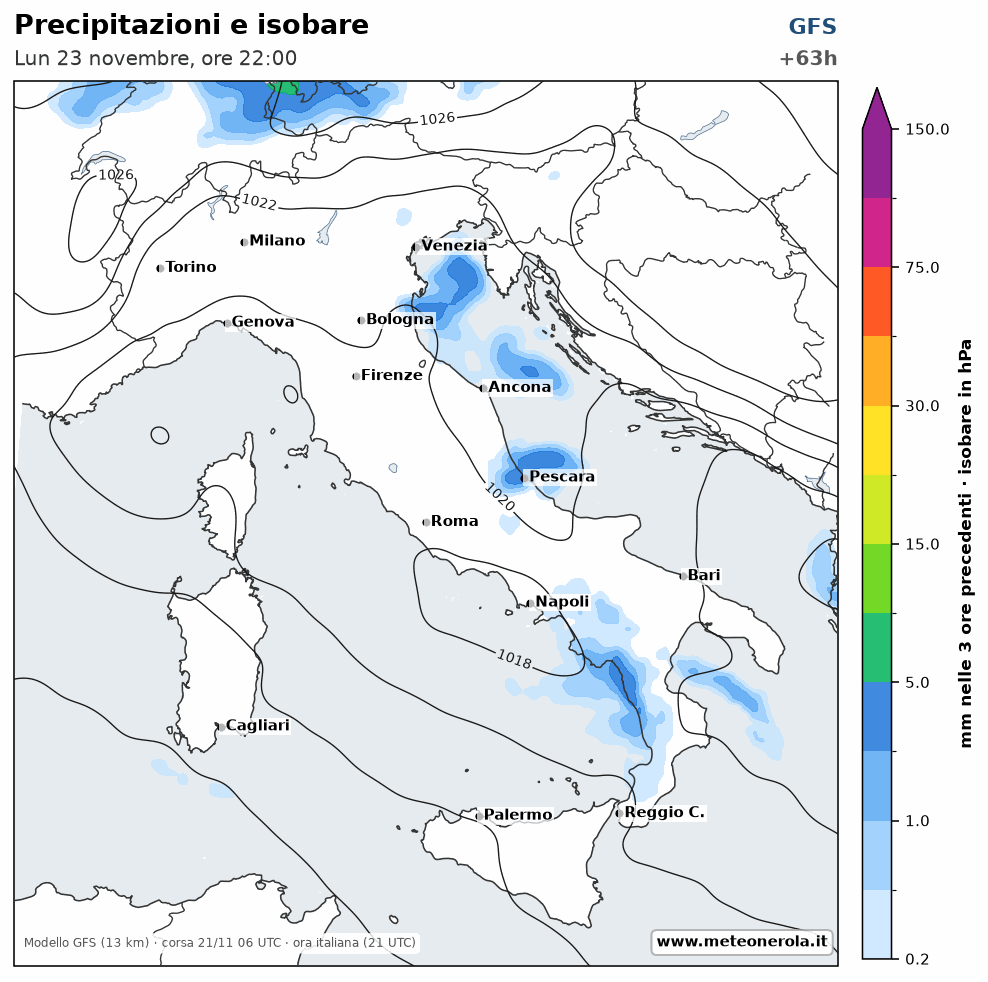 Precipitazioni e isobare
GFS
Lun 23 novembre, ore 22:00
+63h
1026
1026
1022
Milano
Venezia
Torino
Genova
Bologna
Firenze
Ancona
Pescara
1020
Roma
Bari
Napoli
1018
Cagliari
Palermo
Reggio C.
Modello GFS (13 km) · corsa 21/11 06 UTC · ora italiana (21 UTC)
www.meteonerola.it
150.0
75.0
30.0
15.0
5.0
1.0
0.2
mm nelle 3 ore precedenti · isobare in hPa